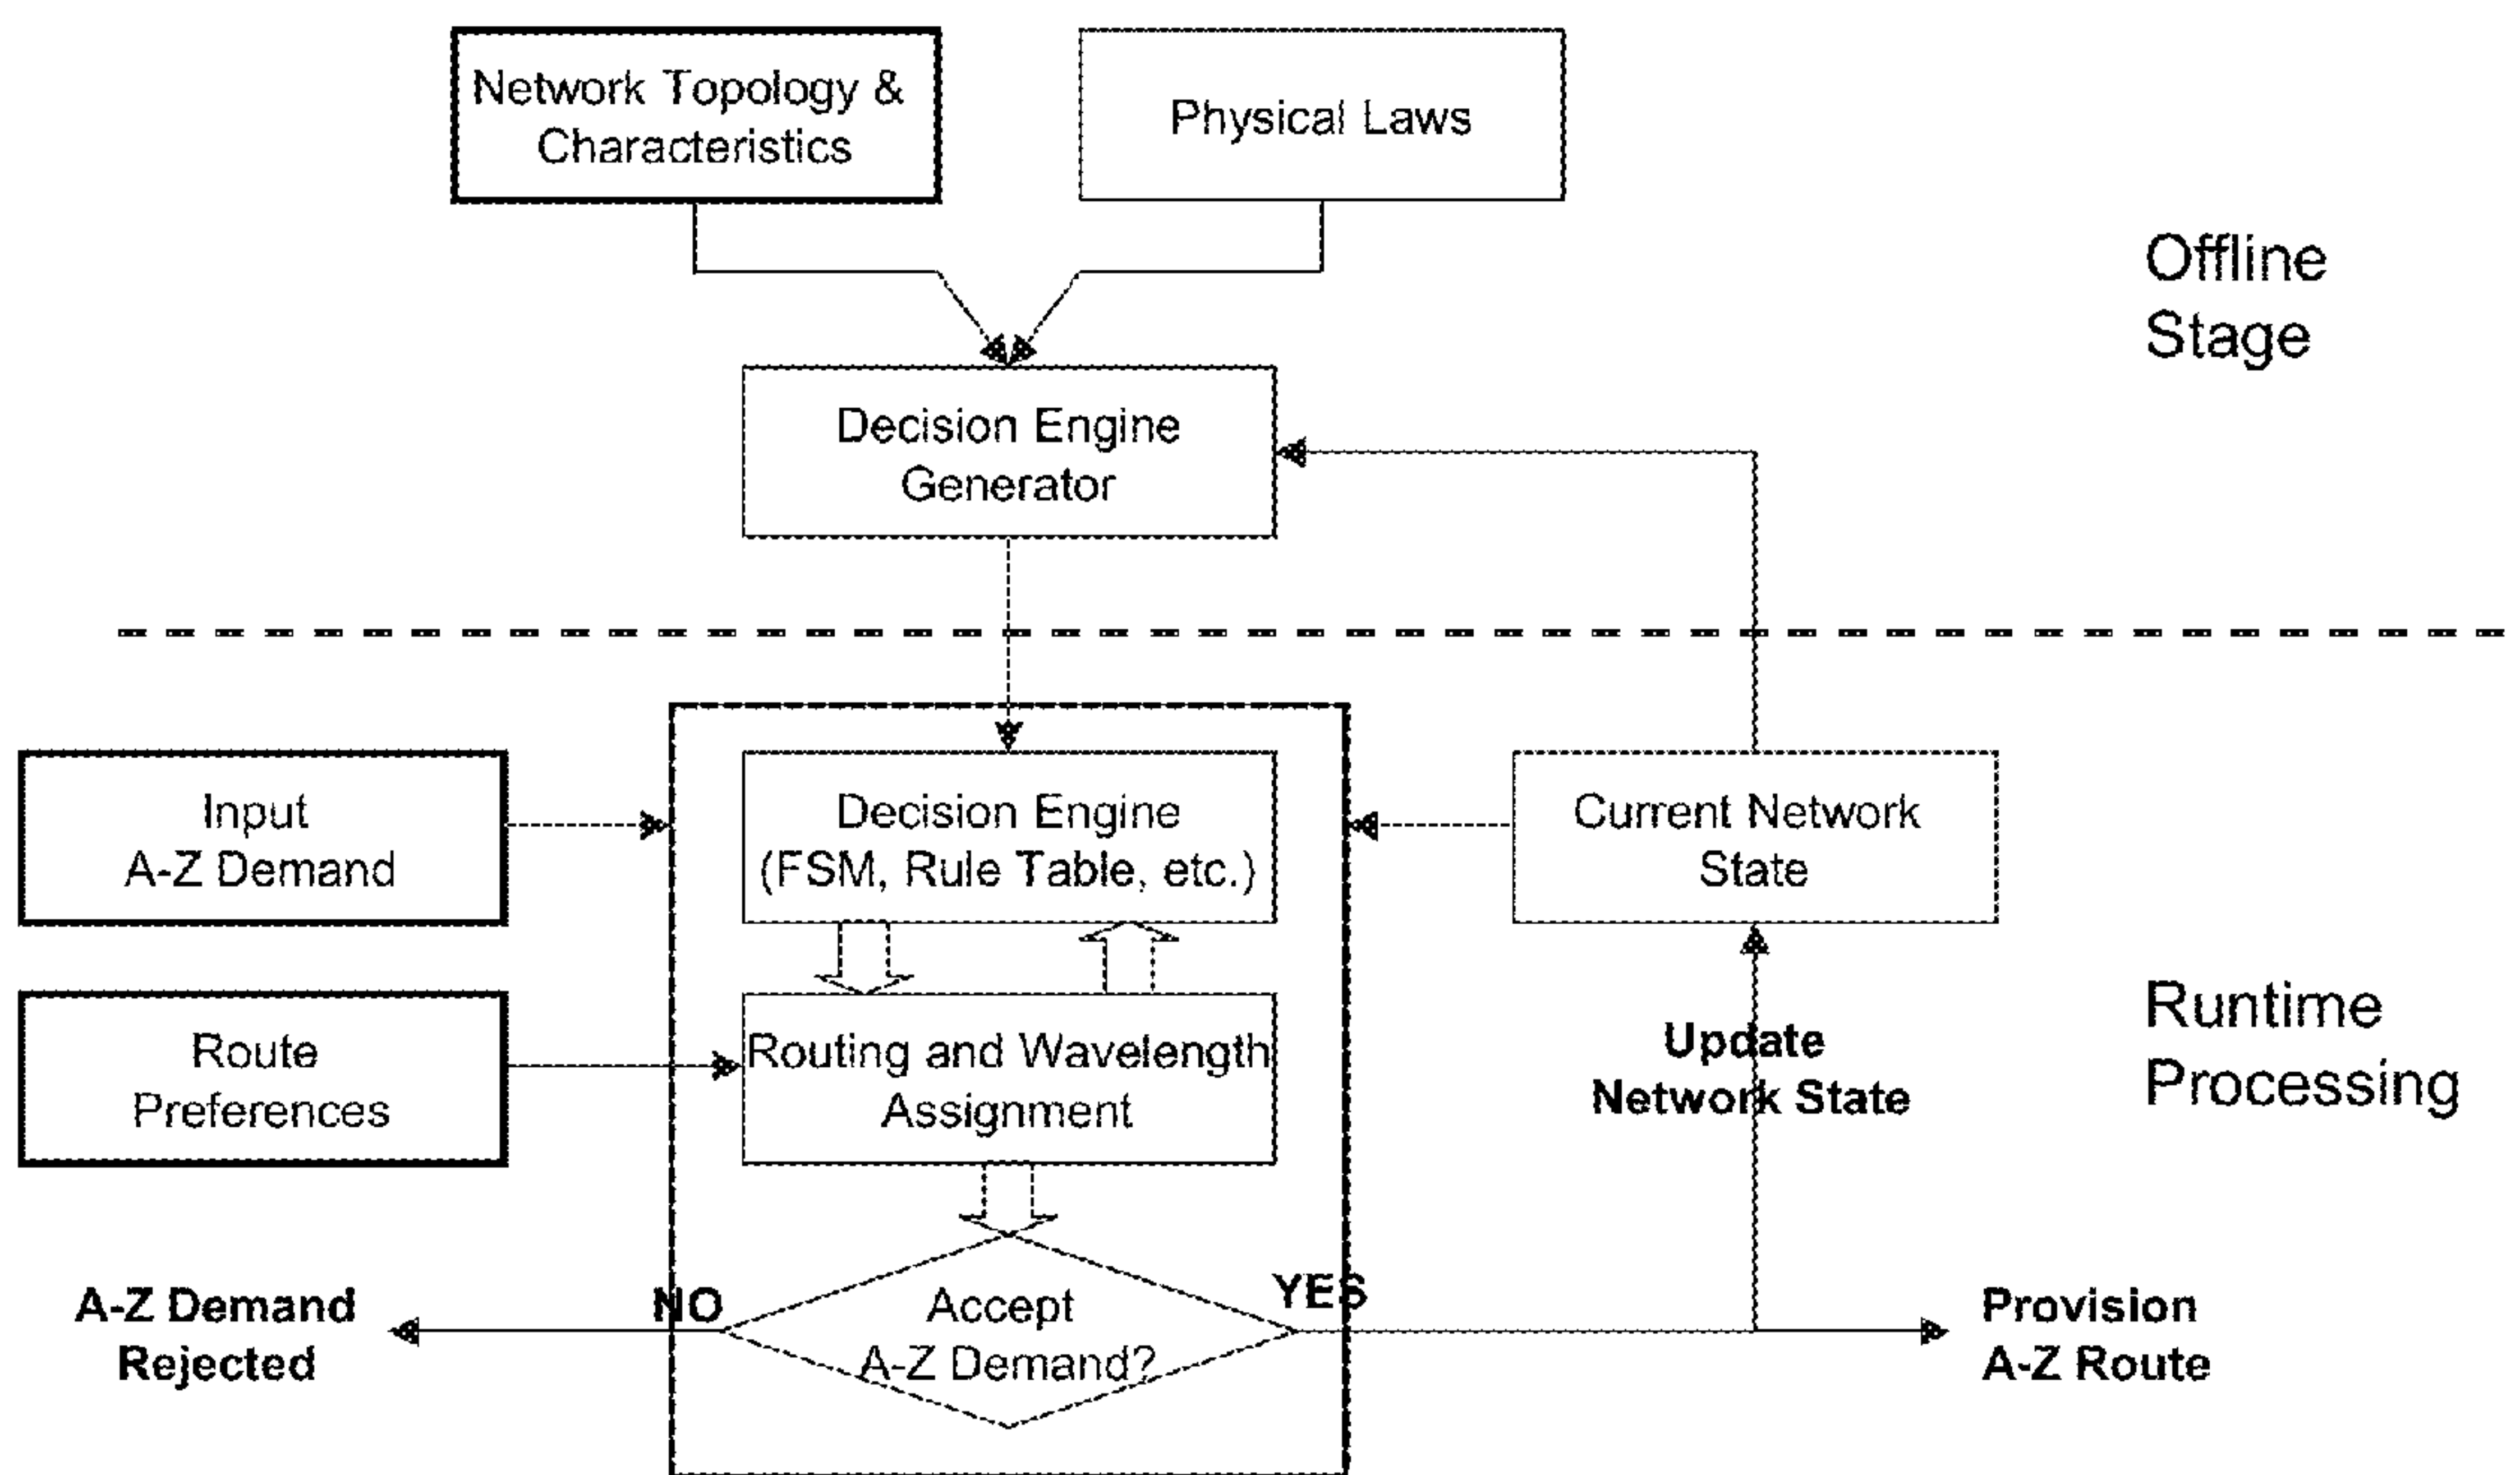 Network Topology &
Characteristics
Physical Laws
Offline
Stage
Decision Engine
Generator
Input
A-Z Demand
Decision Engine
(FSM, Rule Table, etc.)
Current Network
State
Route
Preferences
Routing and Wavelength
Assignment
Update
Network State
Runtime
Processing
A-Z Demand
Rejected
NO
Accept
A-Z Demand?
YES
Provision
A-Z Route